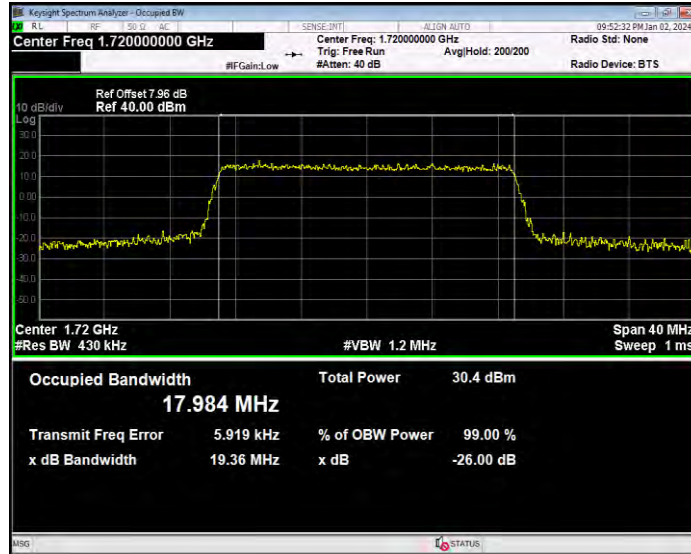 Keysight Spectrum Analyzer - Occupied BW
RL RF 50 Ω AC SENSE:INT ALIGN AUTO 09:52:32 PM Jan 02, 2024
Center Freq 1.720000000 GHz Center Freq: 1.720000000 GHz Radio Std: None
Trig: Free Run Avg|Hold: 200/200
#IFGain:Low #Atten: 40 dB Radio Device: BTS
Ref Offset 7.96 dB
10 dB/div Ref 40.00 dBm
Log
30.0
20.0
10.0
0.00
-10.0
-20.0
-30.0
-40.0
-50.0
Center 1.72 GHz Span 40 MHz
#Res BW 430 kHz #VBW 1.2 MHz Sweep 1 ms
Occupied Bandwidth Total Power 30.4 dBm
17.984 MHz
Transmit Freq Error 5.919 kHz % of OBW Power 99.00 %
x dB Bandwidth 19.36 MHz x dB -26.00 dB
MSG STATUS